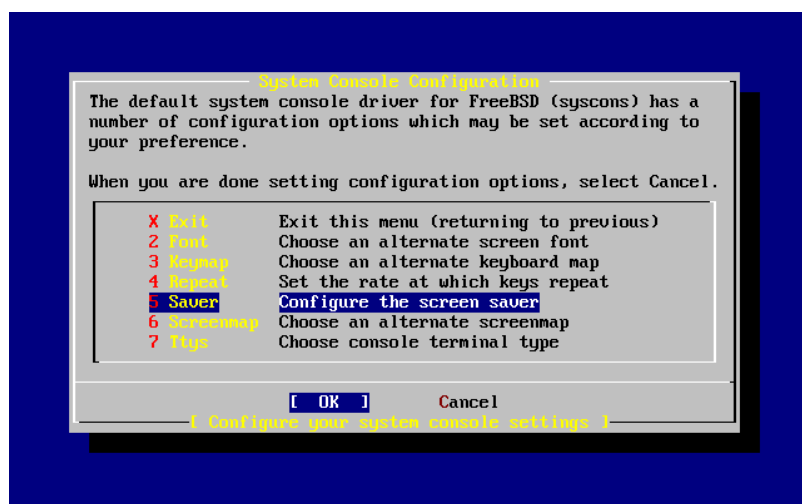 System Console Configuration
The default system console driver for FreeBSD (syscons) has a
number of configuration options which may be set according to
your preference.
When you are done setting configuration options, select Cancel.
X Exit Exit this menu (returning to previous)
2 Font Choose an alternate screen font
3 Keymap Choose an alternate keyboard map
4 Repeat Set the rate at which keys repeat
5 Saver Configure the screen saver
6 Screenmap Choose an alternate screenmap
7 Ttys Choose console terminal type
[ OK ] Cancel
[ Configure your system console settings ]